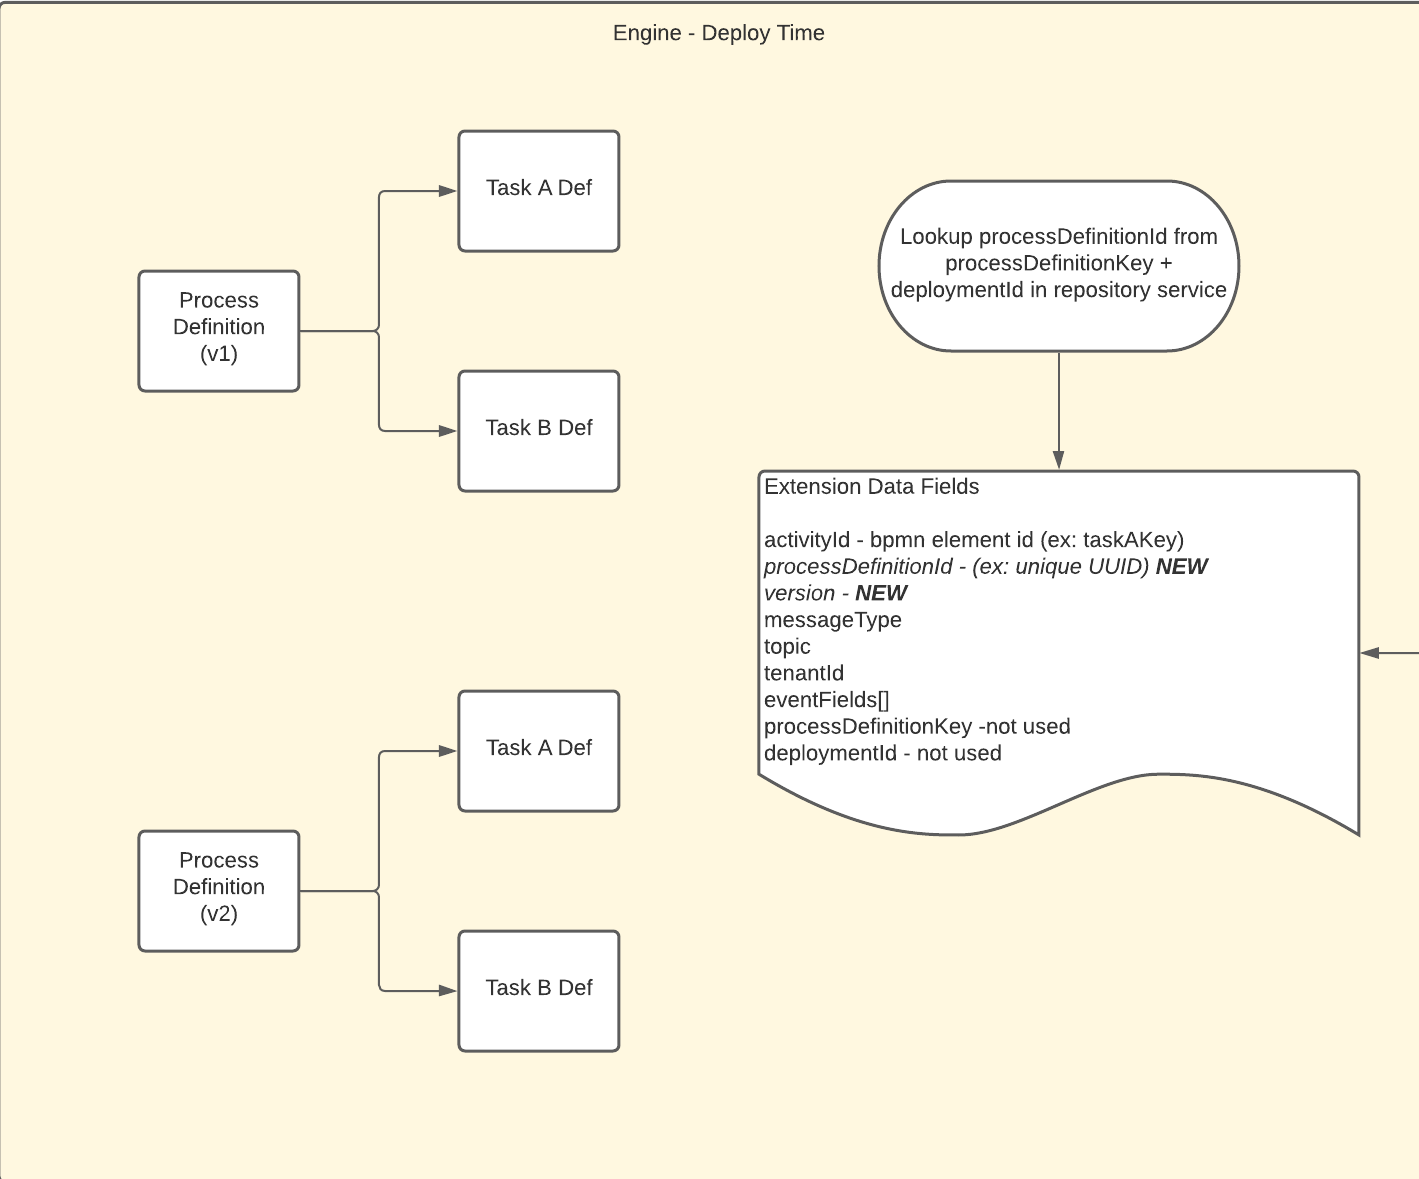 Engine - Deploy Time
Task A Def
Process
Definition
(v1)
Task B Def
Lookup processDefinitionId from
processDefinitionKey +
deploymentId in repository service
Extension Data Fields
activityId - bpmn element id (ex: taskAKey)
processDefinitionId - (ex: unique UUID) NEW
version - NEW
messageType
topic
tenantId
eventFields[]
processDefinitionKey -not used
deploymentId - not used
Task A Def
Process
Definition
(v2)
Task B Def